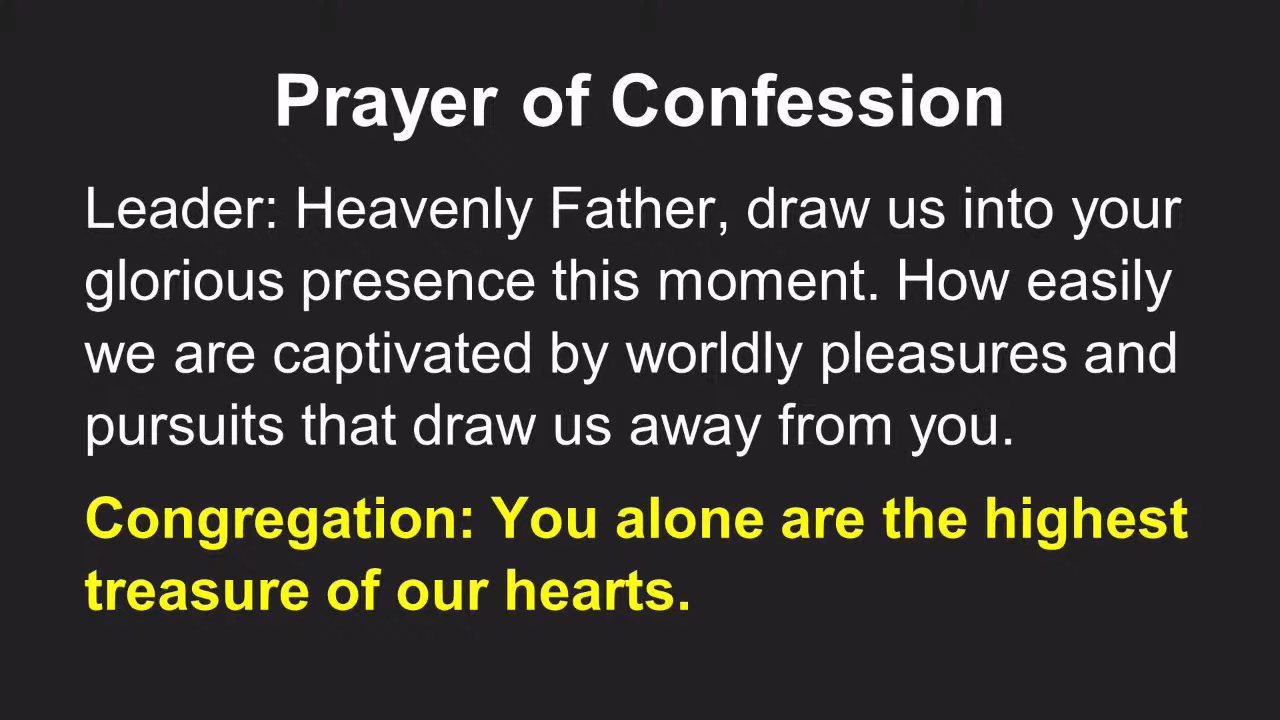 Prayer of Confession
Leader: Heavenly Father, draw us into your
glorious presence this moment. How easily
we are captivated by worldly pleasures and
pursuits that draw us away from you.
Congregation: You alone are the highest
treasure of our hearts.